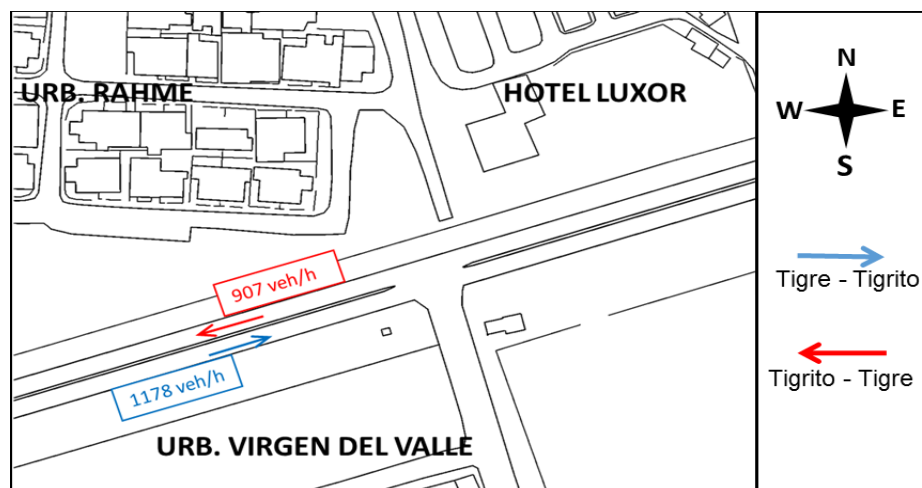 URB. RAHME
HOTEL LUXOR
907 veh/h
1178 veh/h
URB. VIRGEN DEL VALLE
N
W E
S
Tigre - Tigrito
Tigrito - Tigre